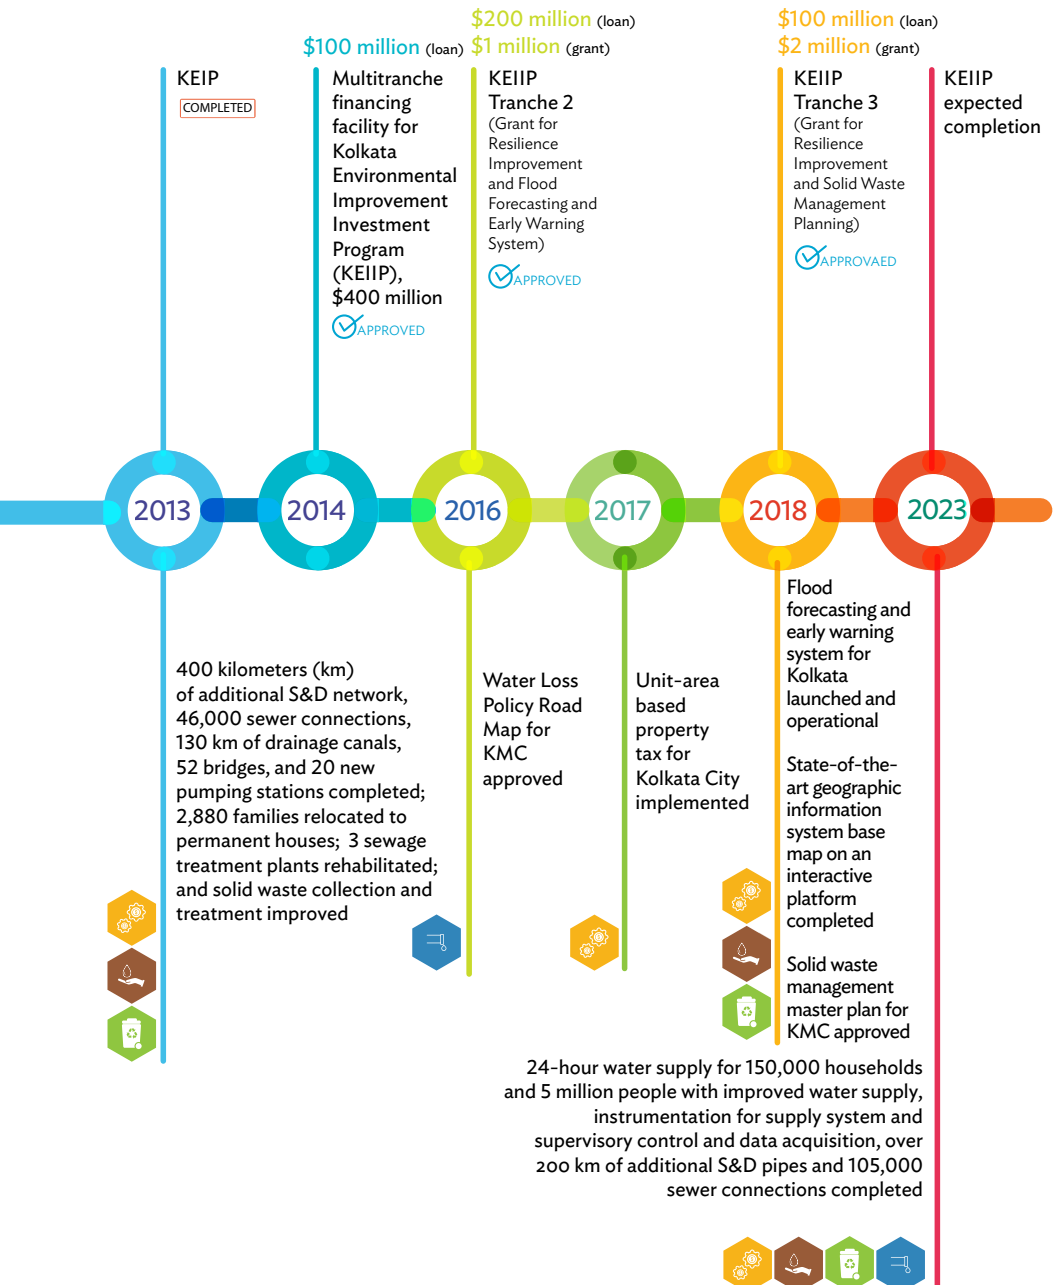 $100 million (loan)
$200 million (loan)
$1 million (grant)
$100 million (loan)
$2 million (grant)
KEIP
COMPLETED
Multitranche
financing
facility for
Kolkata
Environmental
Improvement
Investment
Program
(KEIIP),
$400 million
APPROVED
KEIIP
Tranche 2
(Grant for
Resilience
Improvement
and Flood
Forecasting and
Early Warning
System)
APPROVED
KEIIP
Tranche 3
(Grant for
Resilience
Improvement
and Solid Waste
Management
Planning)
APPROVAED
KEIIP
expected
completion
2013
2014
2016
2017
2018
2023
400 kilometers (km)
of additional S&D network,
46,000 sewer connections,
130 km of drainage canals,
52 bridges, and 20 new
pumping stations completed;
2,880 families relocated to
permanent houses; 3 sewage
treatment plants rehabilitated;
and solid waste collection and
treatment improved
Water Loss
Policy Road
Map for
KMC
approved
Unit-area
based
property
tax for
Kolkata City
implemented
Flood
forecasting and
early warning
system for
Kolkata
launched and
operational
State-of-the-
art geographic
information
system base
map on an
interactive
platform
completed
Solid waste
management
master plan for
KMC approved
24-hour water supply for 150,000 households
and 5 million people with improved water supply,
instrumentation for supply system and
supervisory control and data acquisition, over
200 km of additional S&D pipes and 105,000
sewer connections completed